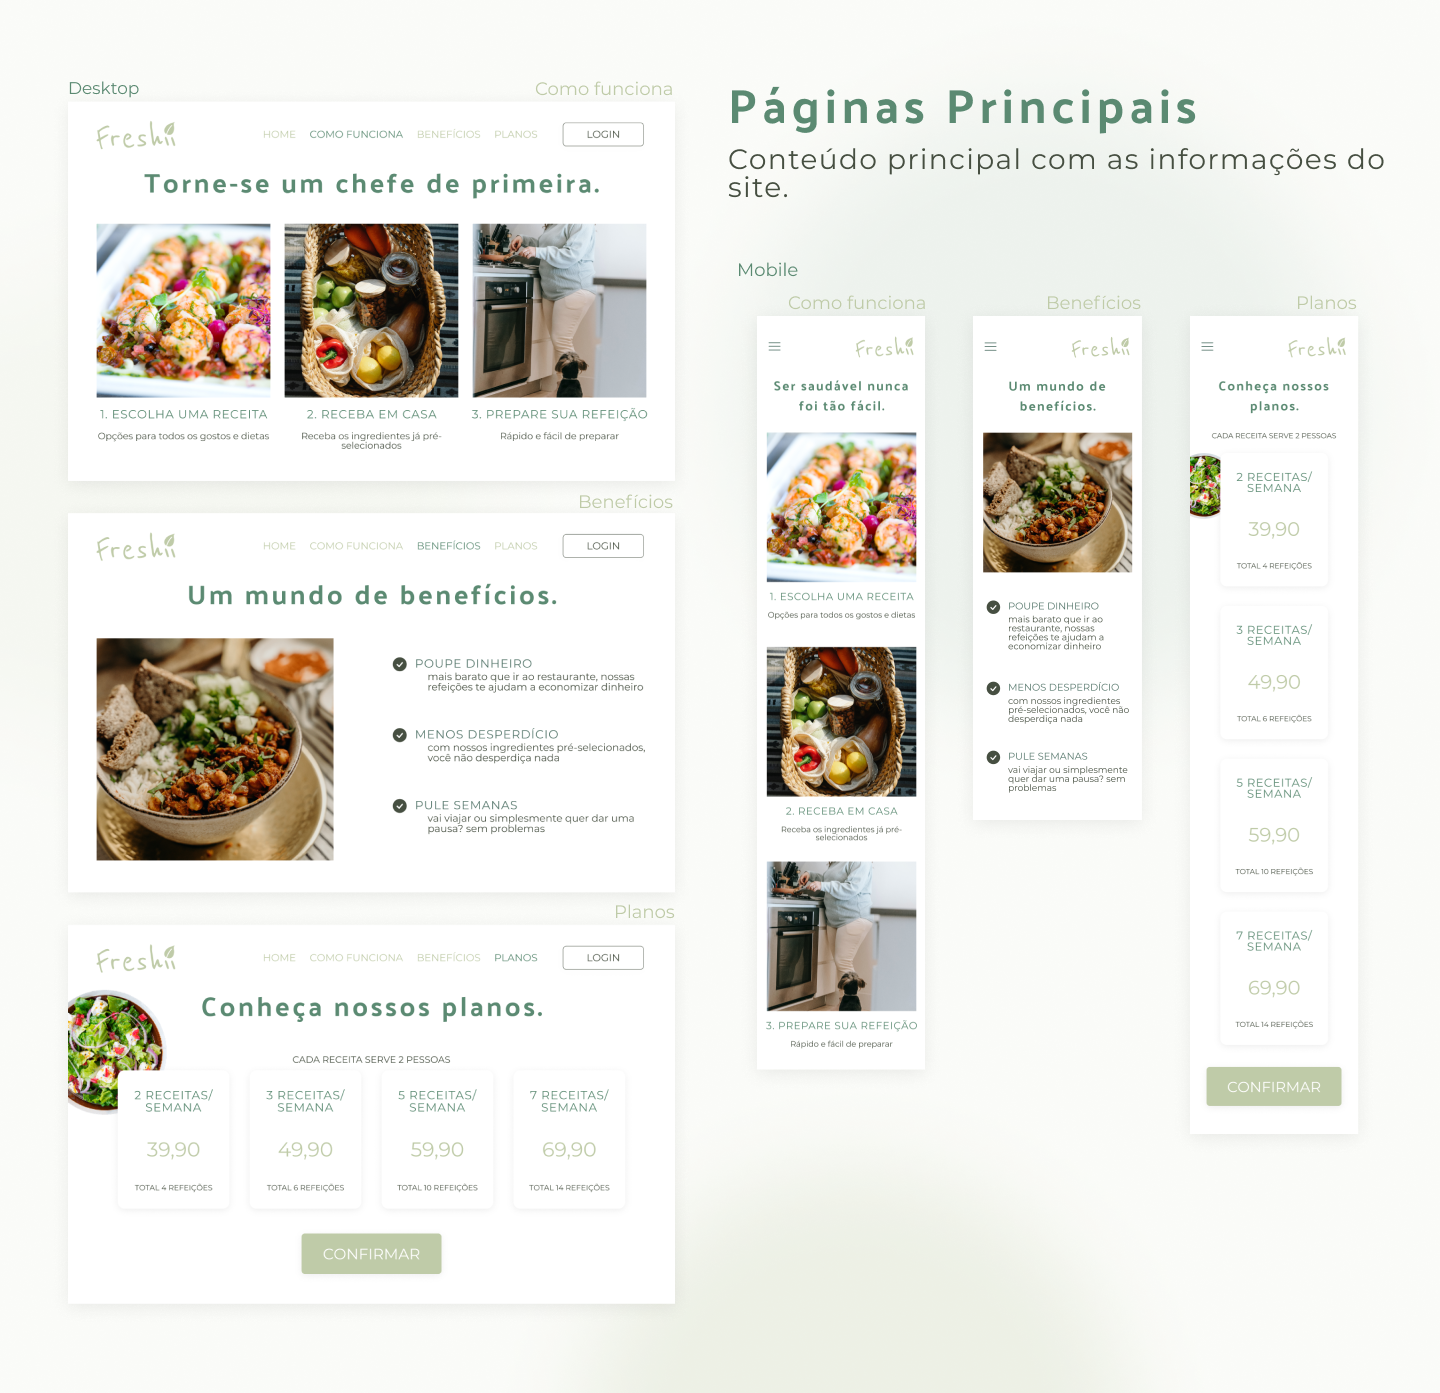 Desktop
Como funciona
Freshii
HOME COMO FUNCIONA BENEFÍCIOS PLANOS LOGIN
Torne-se um chefe de primeira.
1. ESCOLHA UMA RECEITA
Opções para todos os gostos e dietas
2. RECEBA EM CASA
Receba os ingredientes já pré-
selecionados
3. PREPARE SUA REFEIÇÃO
Rápido e fácil de preparar
Benefícios
Freshii
HOME COMO FUNCIONA BENEFÍCIOS PLANOS LOGIN
Um mundo de benefícios.
POUPE DINHEIRO
mais barato que ir ao restaurante, nossas
refeições te ajudam a economizar dinheiro
MENOS DESPERDÍCIO
com nossos ingredientes pré-selecionados,
você não desperdiça nada
PULE SEMANAS
vai viajar ou simplesmente quer dar uma
pausa? sem problemas
Planos
Freshii
HOME COMO FUNCIONA BENEFÍCIOS PLANOS LOGIN
Conheça nossos planos.
CADA RECEITA SERVE 2 PESSOAS
2 RECEITAS/
SEMANA
39,90
TOTAL 4 REFEIÇÕES
3 RECEITAS/
SEMANA
49,90
TOTAL 6 REFEIÇÕES
5 RECEITAS/
SEMANA
59,90
TOTAL 10 REFEIÇÕES
7 RECEITAS/
SEMANA
69,90
TOTAL 14 REFEIÇÕES
CONFIRMAR
Páginas Principais
Conteúdo principal com as informações do
site.
Mobile
Como funciona
Freshii
Ser saudável nunca
foi tão fácil.
1. ESCOLHA UMA RECEITA
Opções para todos os gostos e dietas
2. RECEBA EM CASA
Receba os ingredientes já pré-
selecionados
3. PREPARE SUA REFEIÇÃO
Rápido e fácil de preparar
Benefícios
Freshii
Um mundo de
benefícios.
POUPE DINHEIRO
mais barato que ir ao
restaurante, nossas
refeições te ajudam a
economizar dinheiro
MENOS DESPERDÍCIO
com nossos ingredientes
pré-selecionados, você não
desperdiça nada
PULE SEMANAS
vai viajar ou simplesmente
quer dar uma pausa? sem
problemas
Planos
Freshii
Conheça nossos
planos.
CADA RECEITA SERVE 2 PESSOAS
2 RECEITAS/
SEMANA
39,90
TOTAL 4 REFEIÇÕES
3 RECEITAS/
SEMANA
49,90
TOTAL 6 REFEIÇÕES
5 RECEITAS/
SEMANA
59,90
TOTAL 10 REFEIÇÕES
7 RECEITAS/
SEMANA
69,90
TOTAL 14 REFEIÇÕES
CONFIRMAR